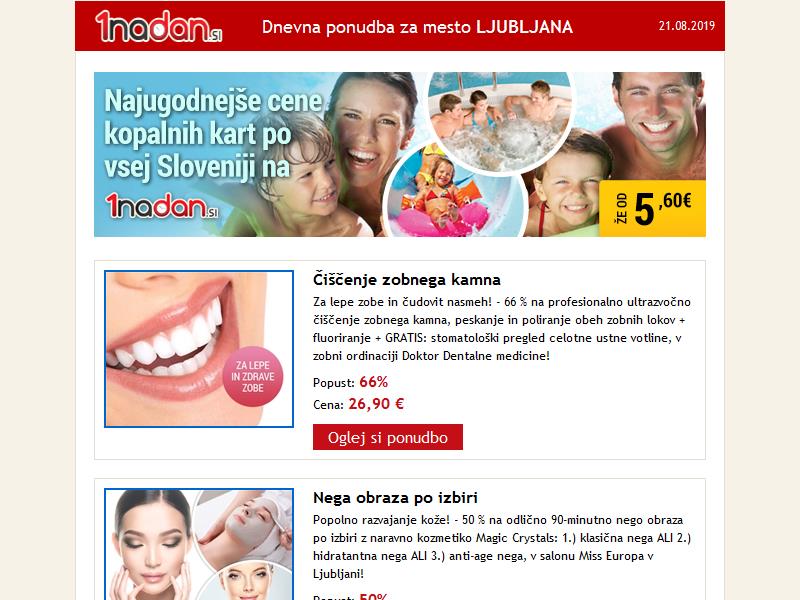 1nadan.SI
Dnevna ponudba za mesto LJUBLJANA
21.08.2019
Najugodnejše cene
kopalnih kart po
vsej Sloveniji na
1nadan.SI
ŽE OD 5,60€
Čiščenje zobnega kamna
Za lepe zobe in čudovit nasmeh! - 66 % na profesionalno ultrazvočno
čiščenje zobnega kamna, peskanje in poliranje obeh zobnih lokov +
fluoriranje + GRATIS: stomatološki pregled celotne ustne votline, v
zobni ordinaciji Doktor Dentalne medicine!
ZA LEPE
IN ZDRAVE
ZOBE
Popust: 66%
Cena: 26,90 €
Oglej si ponudbo
Nega obraza po izbiri
Popolno razvajanje kože! - 50 % na odlično 90-minutno nego obraza
po izbiri z naravno kozmetiko Magic Crystals: 1.) klasična nega ALI 2.)
hidratantna nega ALI 3.) anti-age nega, v salonu Miss Europa v
Ljubljani!
Popust: 50%